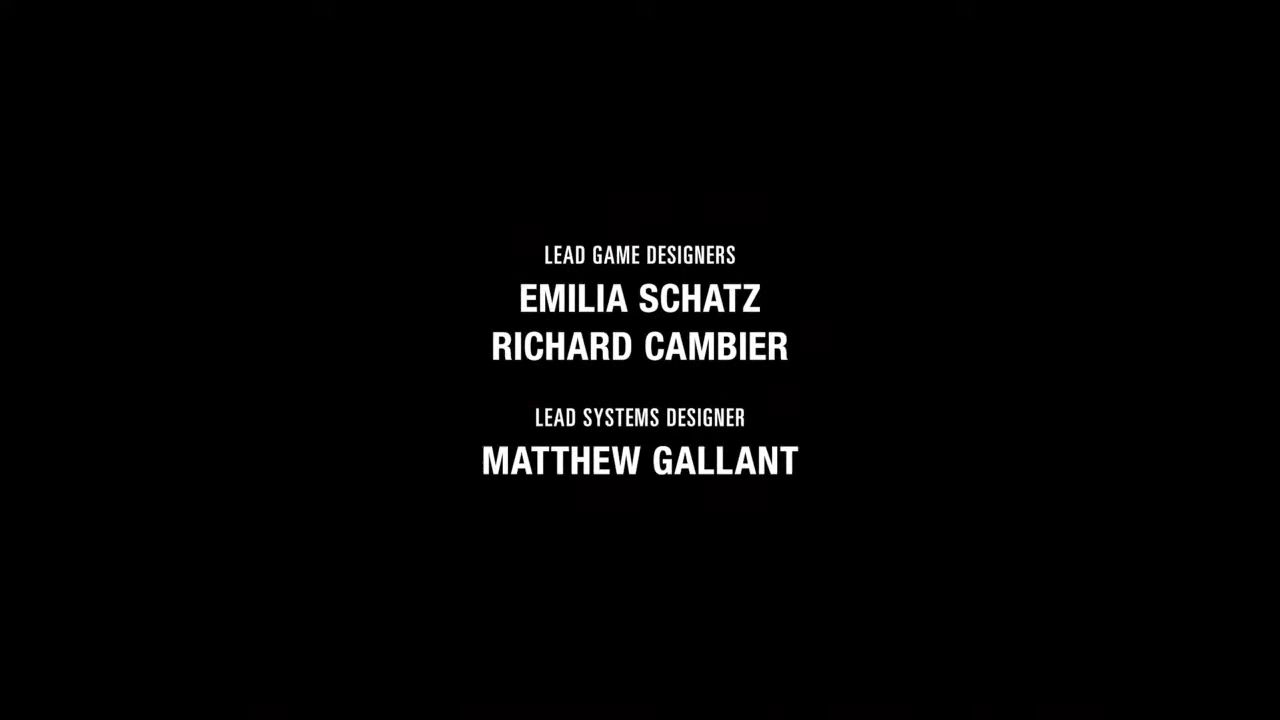 LEAD GAME DESIGNERS
EMILIA SCHATZ
RICHARD CAMBIER
LEAD SYSTEMS DESIGNER
MATTHEW GALLANT